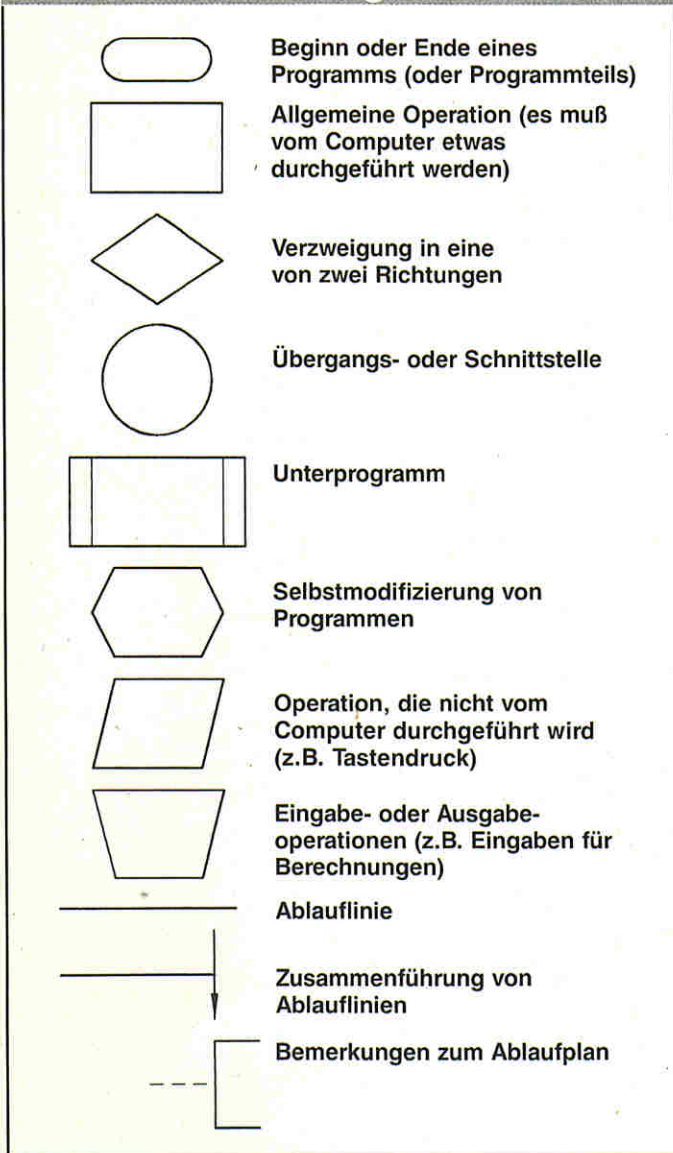 Beginn oder Ende eines
Programms (oder Programmteils)
Allgemeine Operation (es muß
vom Computer etwas
durchgeführt werden)
Verzweigung in eine
von zwei Richtungen
Übergangs- oder Schnittstelle
Unterprogramm
Selbstmodifizierung von
Programmen
Operation, die nicht vom
Computer durchgeführt wird
(z.B. Tastendruck)
Eingabe- oder Ausgabe-
operationen (z.B. Eingaben für
Berechnungen)
Ablauflinie
Zusammenführung von
Ablauflinien
Bemerkungen zum Ablaufplan